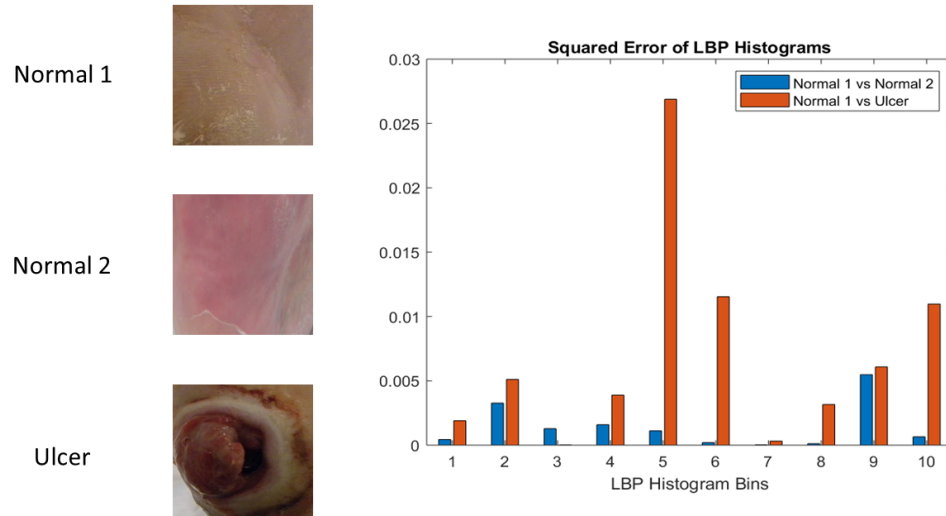 Normal 1
Normal 2
Ulcer
Squared Error of LBP Histograms
Normal 1 vs Normal 2
Normal 1 vs Ulcer
0.03
0.025
0.02
0.015
0.01
0.005
0
1 2 3 4 5 6 7 8 9 10
LBP Histogram Bins